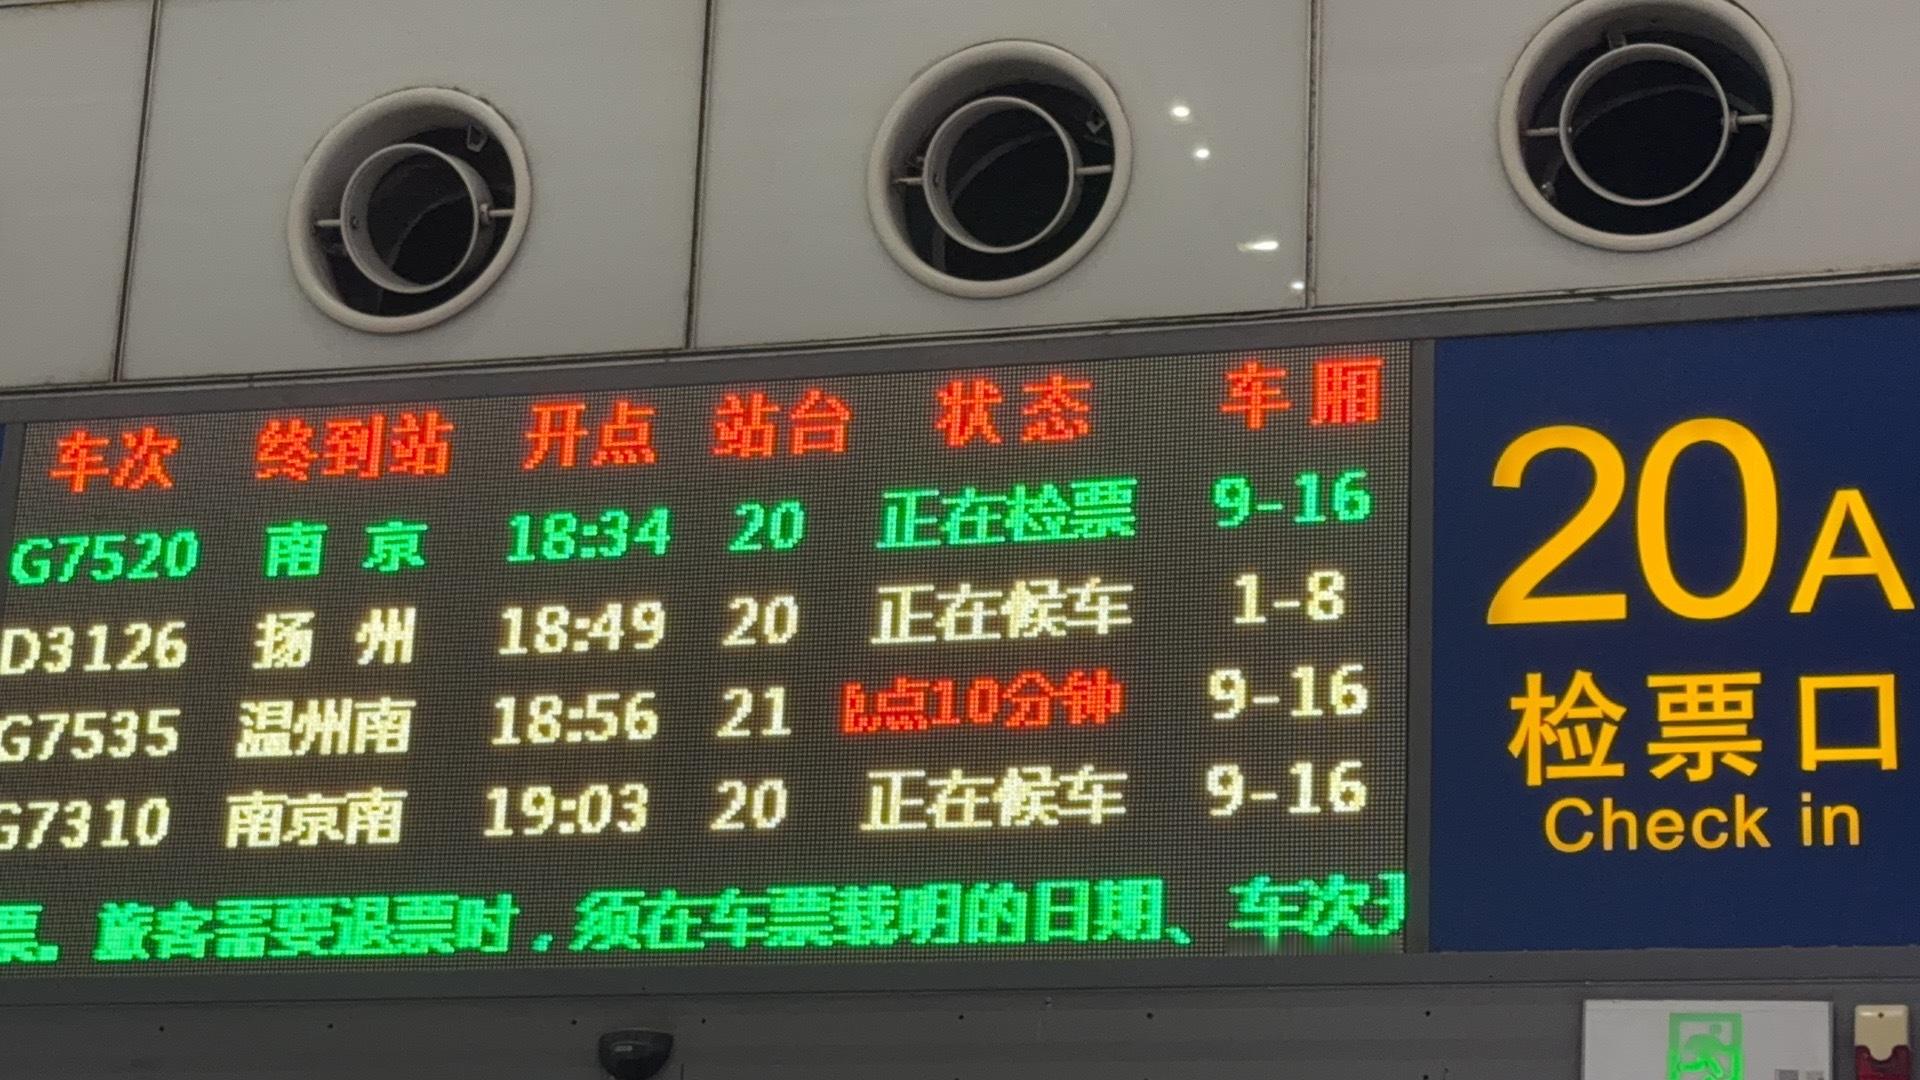 车次 终到站 开点 站台 状态 车厢
G7520 南京 18:34 20 正在检票 9-16
D3126 扬州 18:49 20 正在候车 1-8
G7535 温州南 18:56 21 点10分钟 9-16
G7310 南京南 19:03 20 正在候车 9-16
票。旅客需要退票时，须在车票载明的日期、车次
20A
检票口
Check in